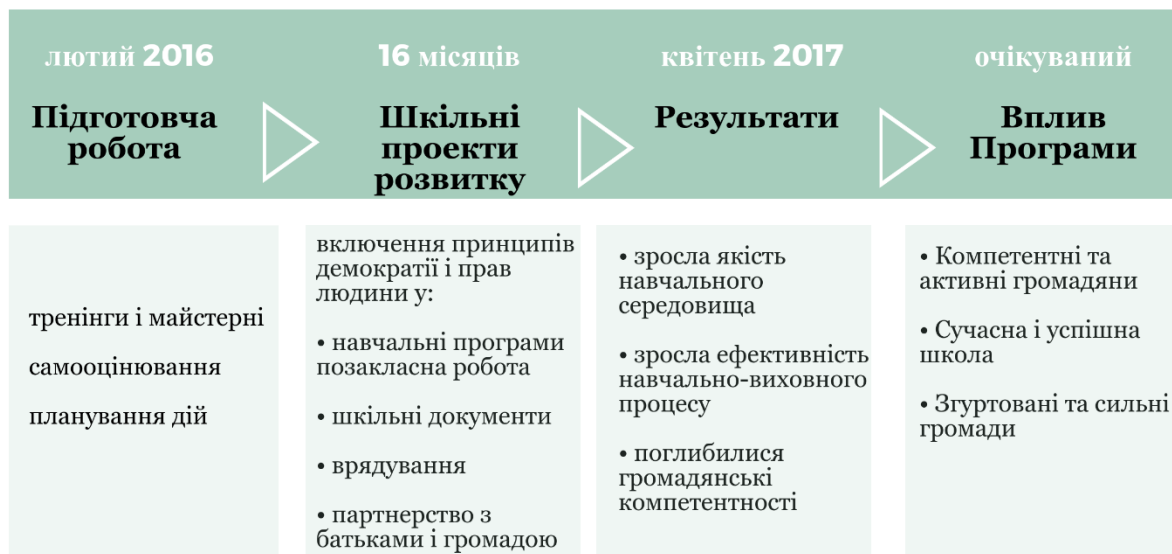 лютий 2016
Підготовча
робота
16 місяців
Шкільні
проекти
розвитку
квітень 2017
Результати
очікуваний
Вплив
Програми
тренінги і майстерні
самооцінювання
планування дій
включення принципів
демократії і прав
людини у:
• навчальні програми
позакласна робота
• шкільні документи
• врядування
• партнерство з
батьками і громадою
• зросла якість
навчального
середовища
• зросла ефективність
навчально-виховного
процесу
• поглибилися
громадянські
компетентності
• Компетентні та
активні громадяни
• Сучасна і успішна
школа
• Згуртовані та сильні
громади